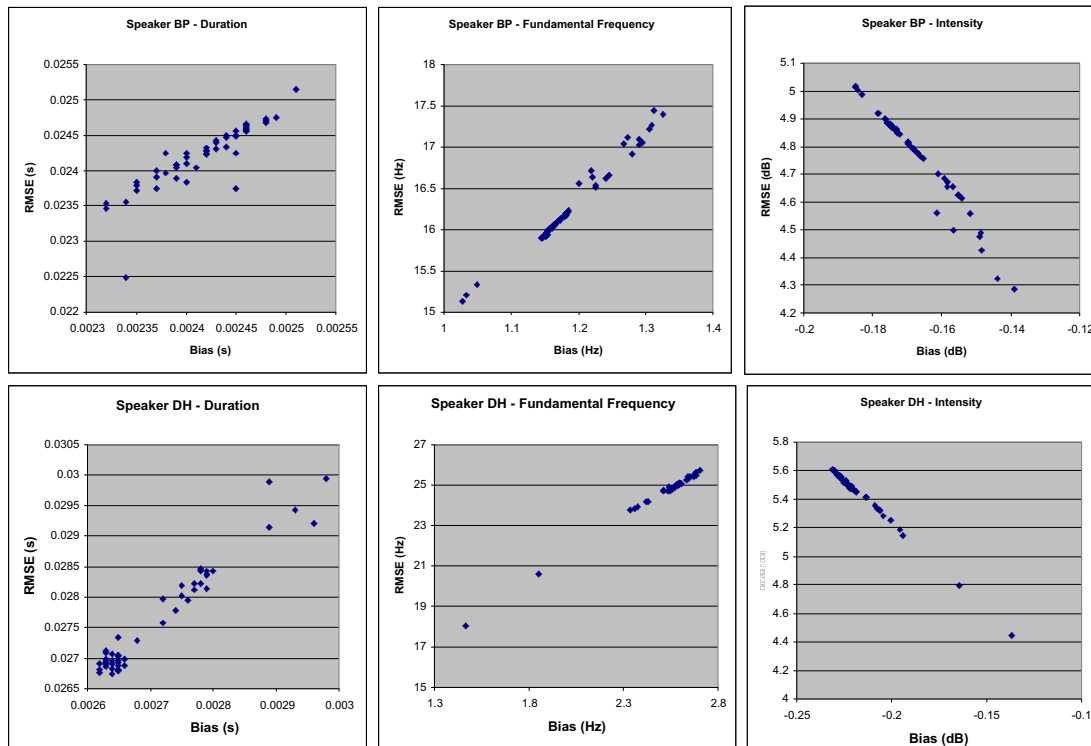 Speaker BP - Duration
RMSE (s)
0.0255
0.025
0.0245
0.024
0.0235
0.023
0.0225
0.022
0.0023 0.00235 0.0024 0.00245 0.0025 0.00255
Bias (s)
Speaker BP - Fundamental Frequency
RMSE (Hz)
18
17.5
17
16.5
16
15.5
15
1 1.1 1.2 1.3 1.4
Bias (Hz)
Speaker BP - Intensity
RMSE (dB)
5.1
5
4.9
4.8
4.7
4.6
4.5
4.4
4.3
4.2
-0.2 -0.18 -0.16 -0.14 -0.12
Bias (dB)
Speaker DH - Duration
RMSE (s)
0.0305
0.03
0.0295
0.029
0.0285
0.028
0.0275
0.027
0.0265
0.0026 0.0027 0.0028 0.0029 0.003
Bias (s)
Speaker DH - Fundamental Frequency
RMSE (Hz)
27
25
23
21
19
17
15
1.3 1.8 2.3 2.8
Bias (Hz)
Speaker DH - Intensity
5.8
5.6
5.4
5.2
5
4.8
4.6
4.4
4.2
4
-0.25 -0.2 -0.15 -0.1
Bias (dB)